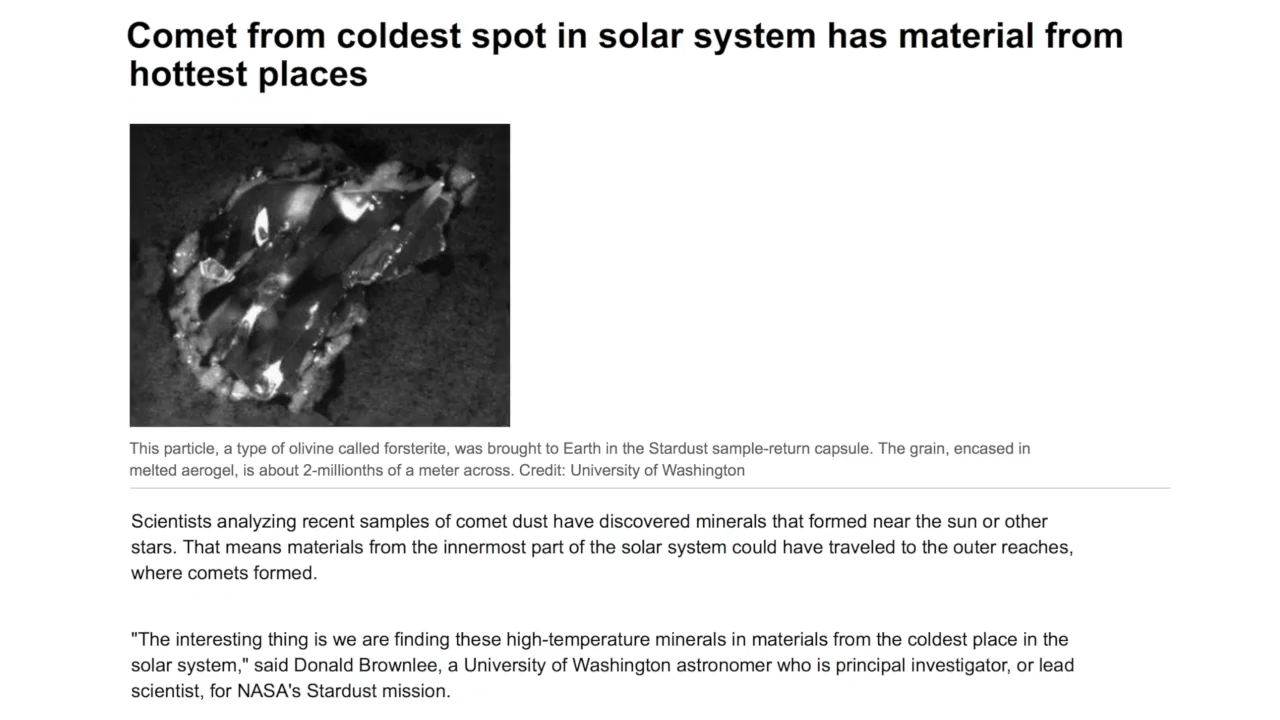 Comet from coldest spot in solar system has material from
hottest places
This particle, a type of olivine called forsterite, was brought to Earth in the Stardust sample-return capsule. The grain, encased in
melted aerogel, is about 2-millionths of a meter across. Credit: University of Washington
Scientists analyzing recent samples of comet dust have discovered minerals that formed near the sun or other
stars. That means materials from the innermost part of the solar system could have traveled to the outer reaches,
where comets formed.
"The interesting thing is we are finding these high-temperature minerals in materials from the coldest place in the
solar system," said Donald Brownlee, a University of Washington astronomer who is principal investigator, or lead
scientist, for NASA's Stardust mission.